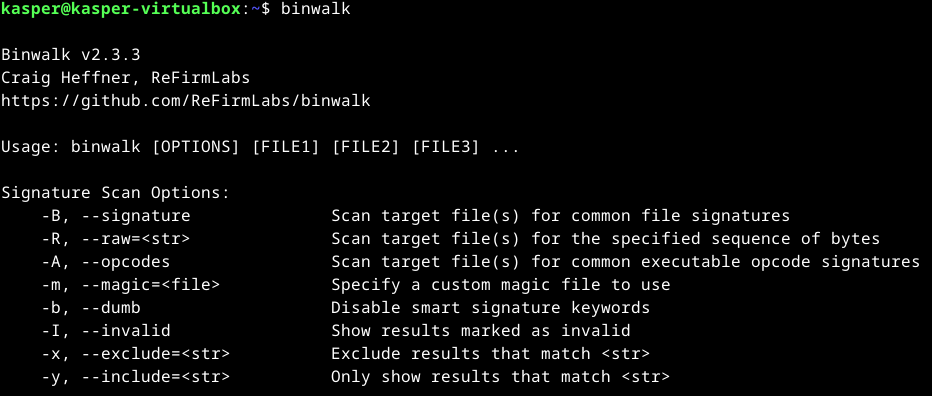 kasper@kasper-virtualbox:~$ binwalk
Binwalk v2.3.3
Craig Heffner, ReFirmLabs
https://github.com/ReFirmLabs/binwalk
Usage: binwalk [OPTIONS] [FILE1] [FILE2] [FILE3] ...
Signature Scan Options:
    -B, --signature              Scan target file(s) for common file signatures
    -R, --raw=<str>              Scan target file(s) for the specified sequence of bytes
    -A, --opcodes                Scan target file(s) for common executable opcode signatures
    -m, --magic=<file>           Specify a custom magic file to use
    -b, --dumb                   Disable smart signature keywords
    -I, --invalid                Show results marked as invalid
    -x, --exclude=<str>          Exclude results that match <str>
    -y, --include=<str>          Only show results that match <str>